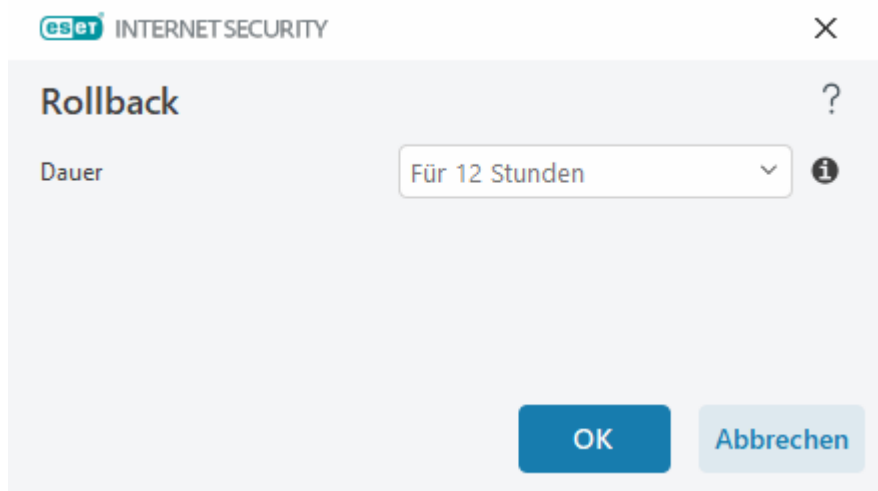 eset INTERNET SECURITY
Rollback
?
Dauer
Für 12 Stunden
OK
Abbrechen